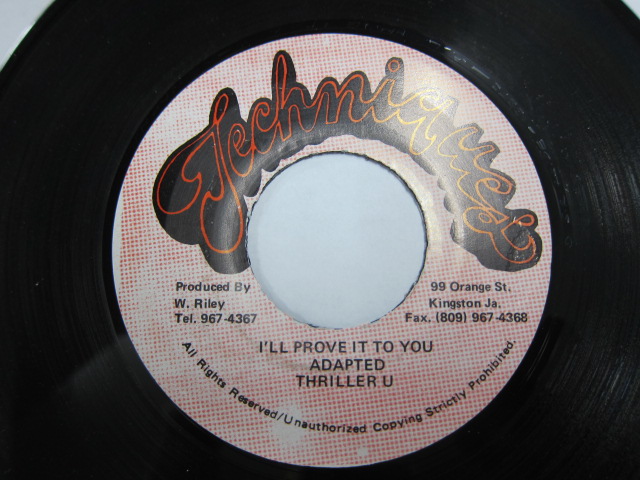 Techniques
Produced By
W. Riley
Tel. 967-4367
99 Orange St,
Kingston Ja.
Fax. (809) 967-4368
I'LL PROVE IT TO YOU
ADAPTED
THRILLER U
All Rights Reserved/Unauthorized Copying Strictly Prohibited.